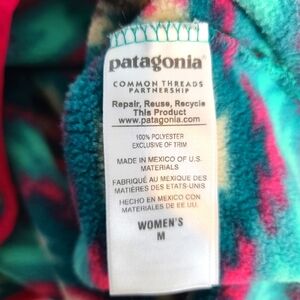 patagonia®
COMMON THREADS
PARTNERSHIP
Repair, Reuse, Recycle
This Product
www.patagonia.com
100% POLYESTER
EXCLUSIVE OF TRIM
MADE IN MEXICO OF U.S.
MATERIALS
FABRIQUÉ AU MEXIQUE DES
MATIÈRES DES ETATS-UNIS
HECHO EN MEXICO CON
MATERIALES DE EE UU.
WOMEN'S
M